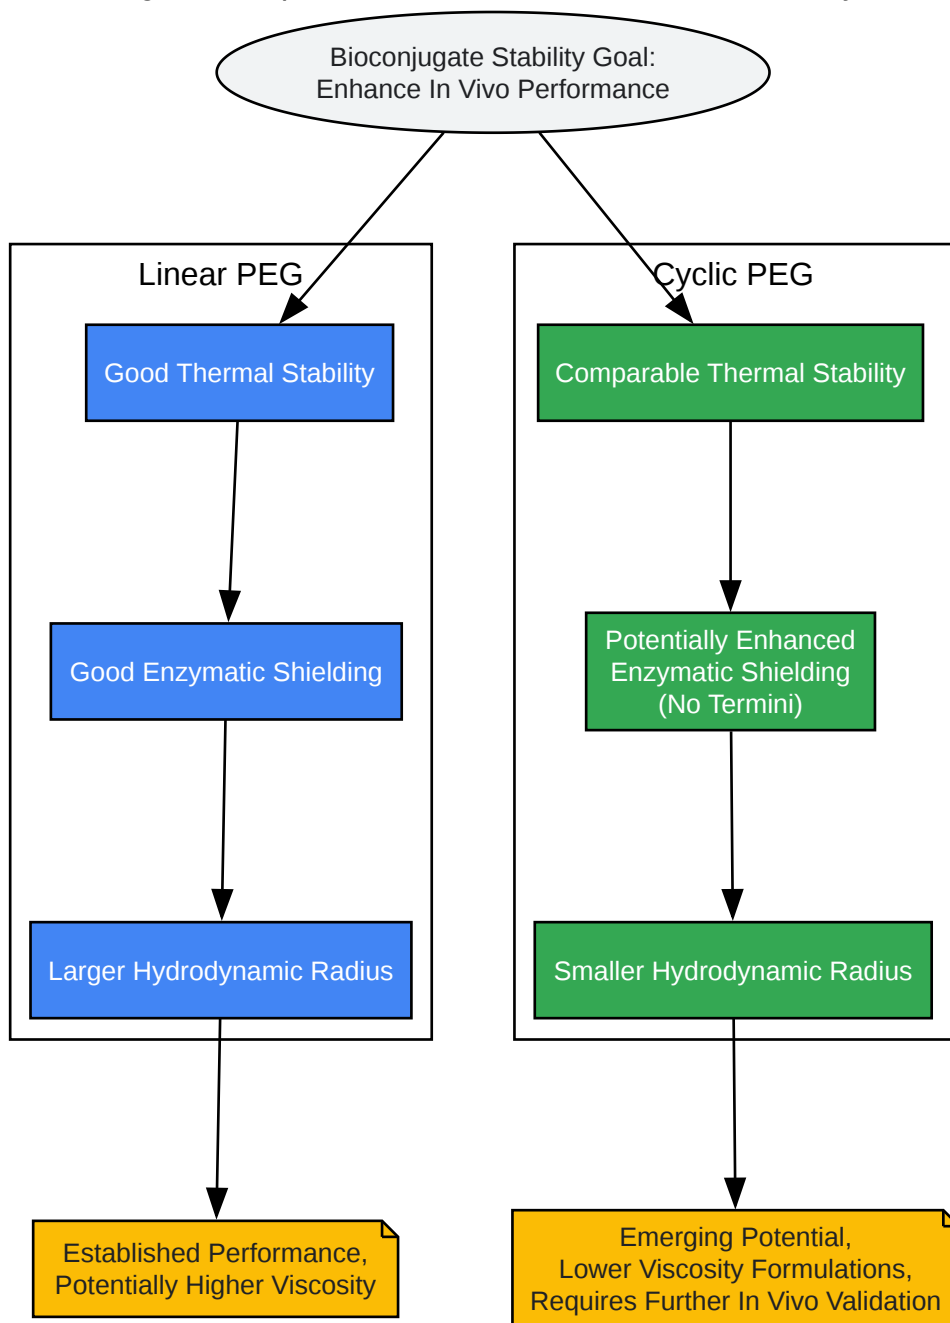 Bioconjugate Stability Goal:
Enhance In Vivo Performance
Linear PEG
Good Thermal Stability
Good Enzymatic Shielding
Larger Hydrodynamic Radius
Established Performance,
Potentially Higher Viscosity
Cyclic PEG
Comparable Thermal Stability
Potentially Enhanced
Enzymatic Shielding
(No Termini)
Smaller Hydrodynamic Radius
Emerging Potential,
Lower Viscosity Formulations,
Requires Further In Vivo Validation